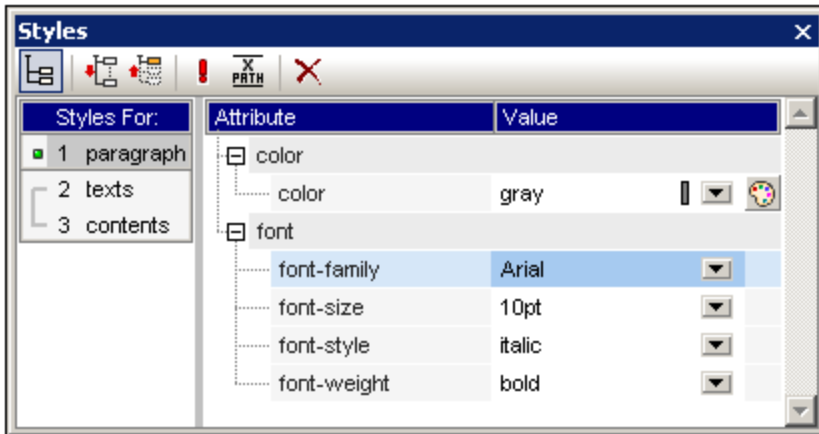 Styles
X
PATH
Styles For:
Attribute Value
1 paragraph
color
2 texts
color gray
3 contents
font
font-family Arial
font-size 10pt
font-style italic
font-weight bold